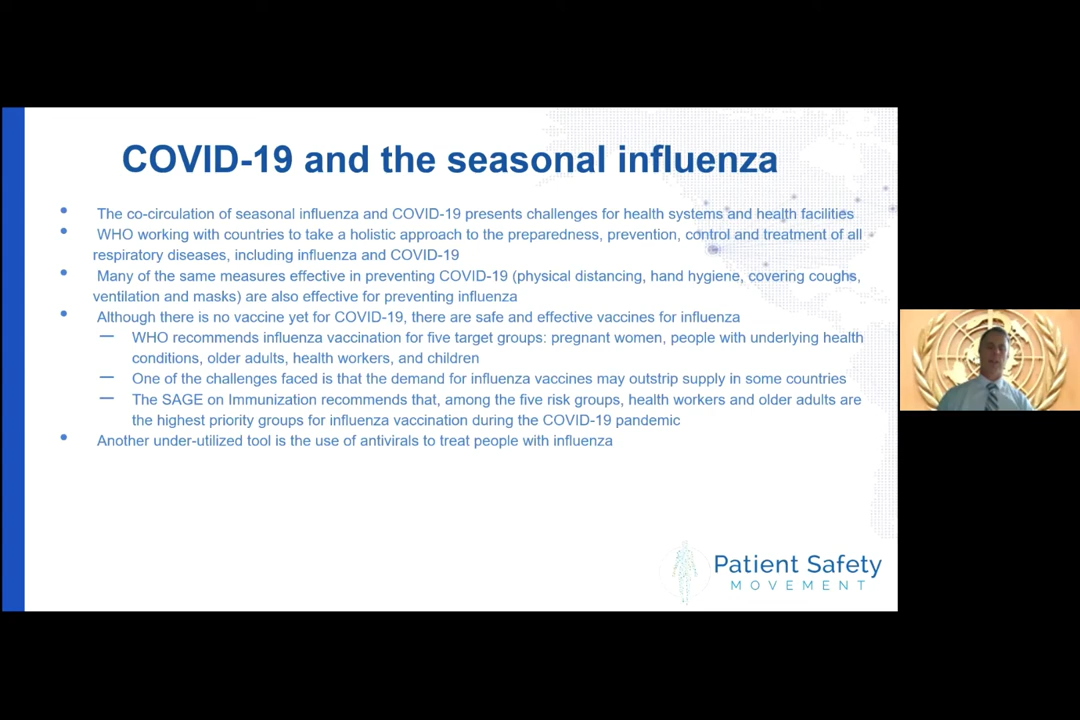 COVID-19 and the seasonal influenza
• The co-circulation of seasonal influenza and COVID-19 presents challenges for health systems and health facilities
• WHO working with countries to take a holistic approach to the preparedness, prevention, control and treatment of all
respiratory diseases, including influenza and COVID-19
• Many of the same measures effective in preventing COVID-19 (physical distancing, hand hygiene, covering coughs,
ventilation and masks) are also effective for preventing influenza
• Although there is no vaccine yet for COVID-19, there are safe and effective vaccines for influenza
— WHO recommends influenza vaccination for five target groups: pregnant women, people with underlying health
conditions, older adults, health workers, and children
— One of the challenges faced is that the demand for influenza vaccines may outstrip supply in some countries
— The SAGE on Immunization recommends that, among the five risk groups, health workers and older adults are
the highest priority groups for influenza vaccination during the COVID-19 pandemic
• Another under-utilized tool is the use of antivirals to treat people with influenza
Patient Safety
MOVEMENT